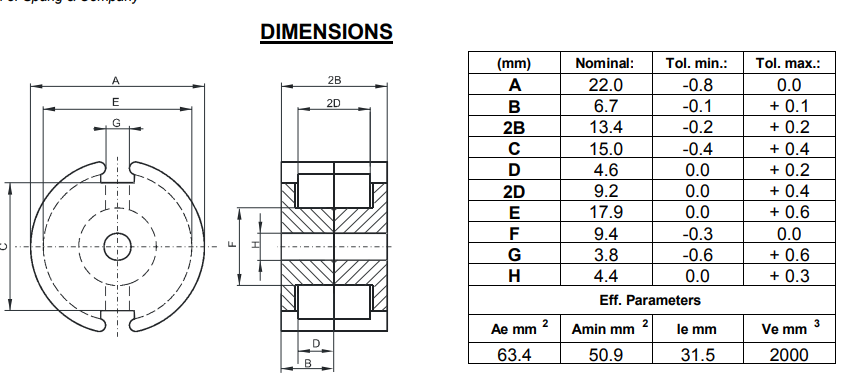 of Spang & Company
DIMENSIONS
A
E
G
C
2B
2D
F
H
D
B
(mm) Nominal: Tol. min.: Tol. max.:
A 22.0 -0.8 0.0
B 6.7 -0.1 + 0.1
2B 13.4 -0.2 + 0.2
C 15.0 -0.4 + 0.4
D 4.6 0.0 + 0.2
2D 9.2 0.0 + 0.4
E 17.9 0.0 + 0.6
F 9.4 -0.3 0.0
G 3.8 -0.6 + 0.6
H 4.4 0.0 + 0.3
Eff. Parameters
Ae mm 2 Amin mm 2 le mm Ve mm 3
63.4 50.9 31.5 2000